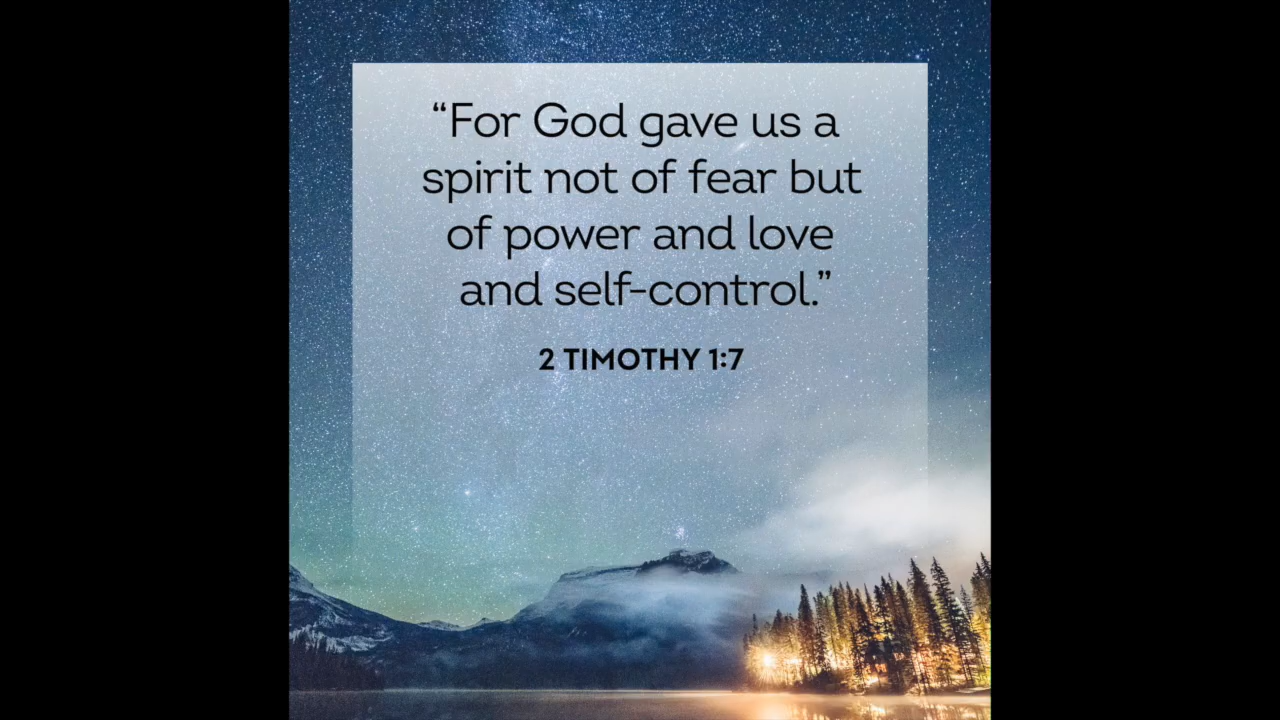 “For God gave us a
spirit not of fear but
of power and love
and self-control.”
2 TIMOTHY 1:7